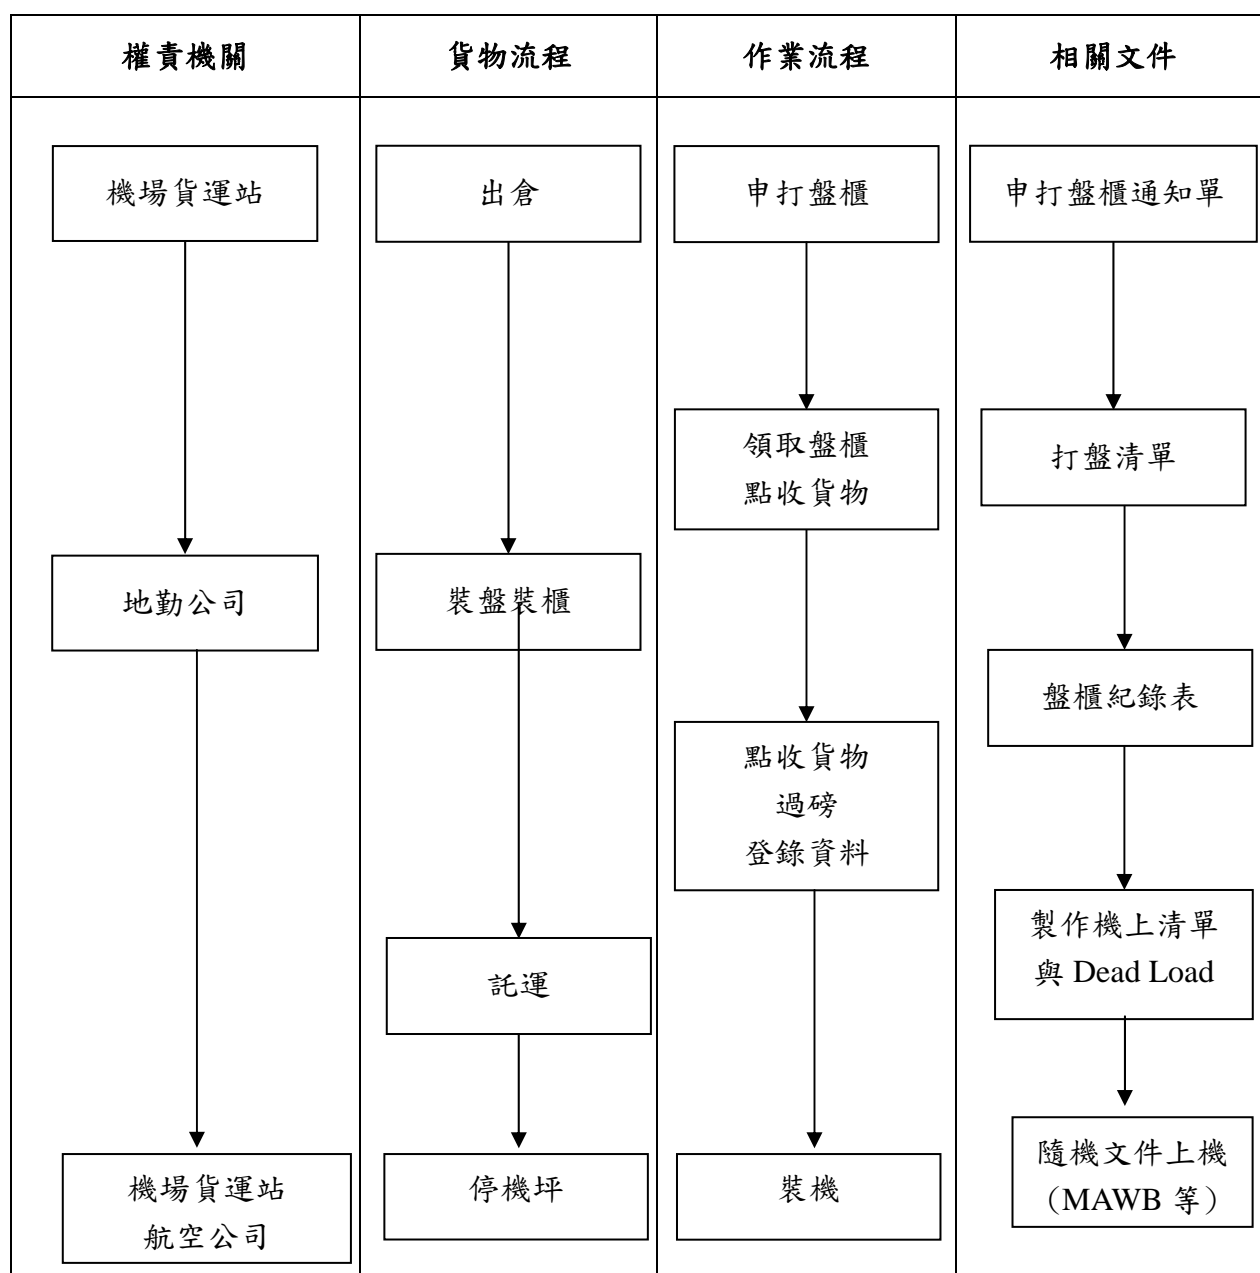 權責機關
貨物流程
作業流程
相關文件
機場貨運站
出倉
申打盤櫃
申打盤櫃通知單
領取盤櫃
點收貨物
打盤清單
地勤公司
裝盤裝櫃
盤櫃紀錄表
點收貨物
過磅
登錄資料
託運
製作機上清單
與 Dead Load
機場貨運站
航空公司
停機坪
裝機
隨機文件上機
（MAWB 等）